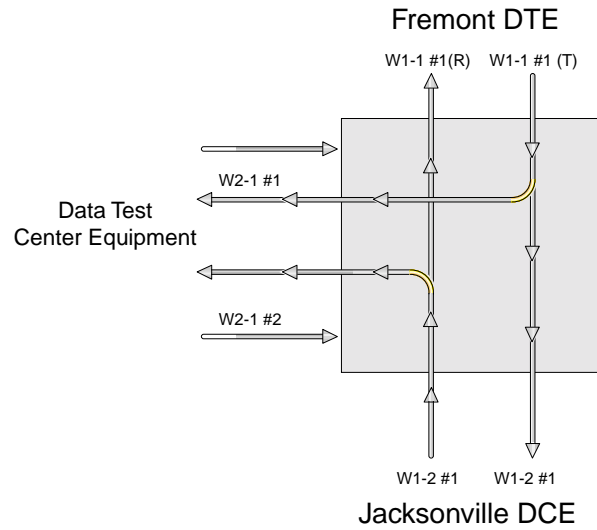 Fremont DTE
W1-1 #1(R)
W1-1 #1 (T)
W2-1 #1
Data Test
Center Equipment
W2-1 #2
W1-2 #1
W1-2 #1
Jacksonville DCE